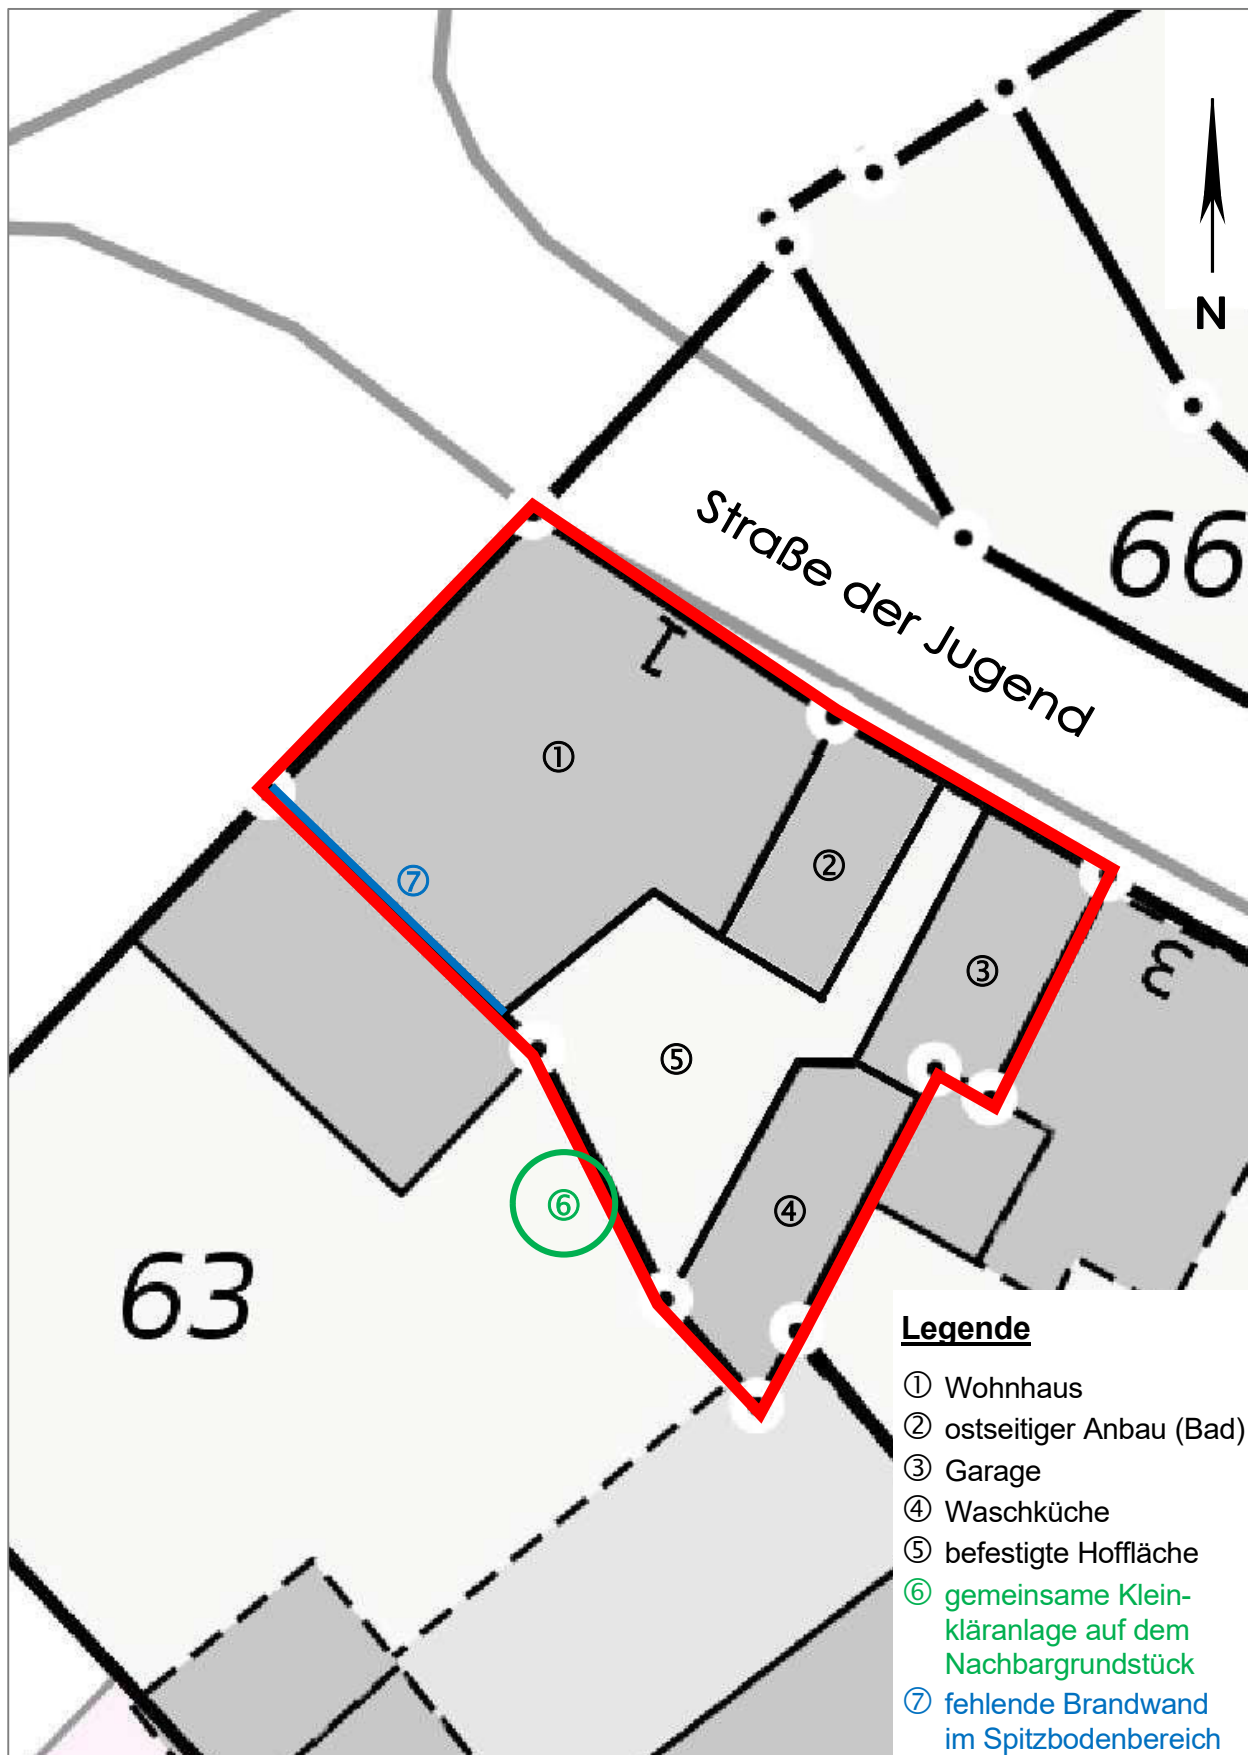 N
Straße der Jugend
66
1
①
②
⑦
③
3
⑤
④
⑥
63
Legende
① Wohnhaus
② ostseitiger Anbau (Bad)
③ Garage
④ Waschküche
⑤ befestigte Hoffläche
⑥ gemeinsame Klein-
kläranlage auf dem
Nachbargrundstück
⑦ fehlende Brandwand
im Spitzbodenbereich